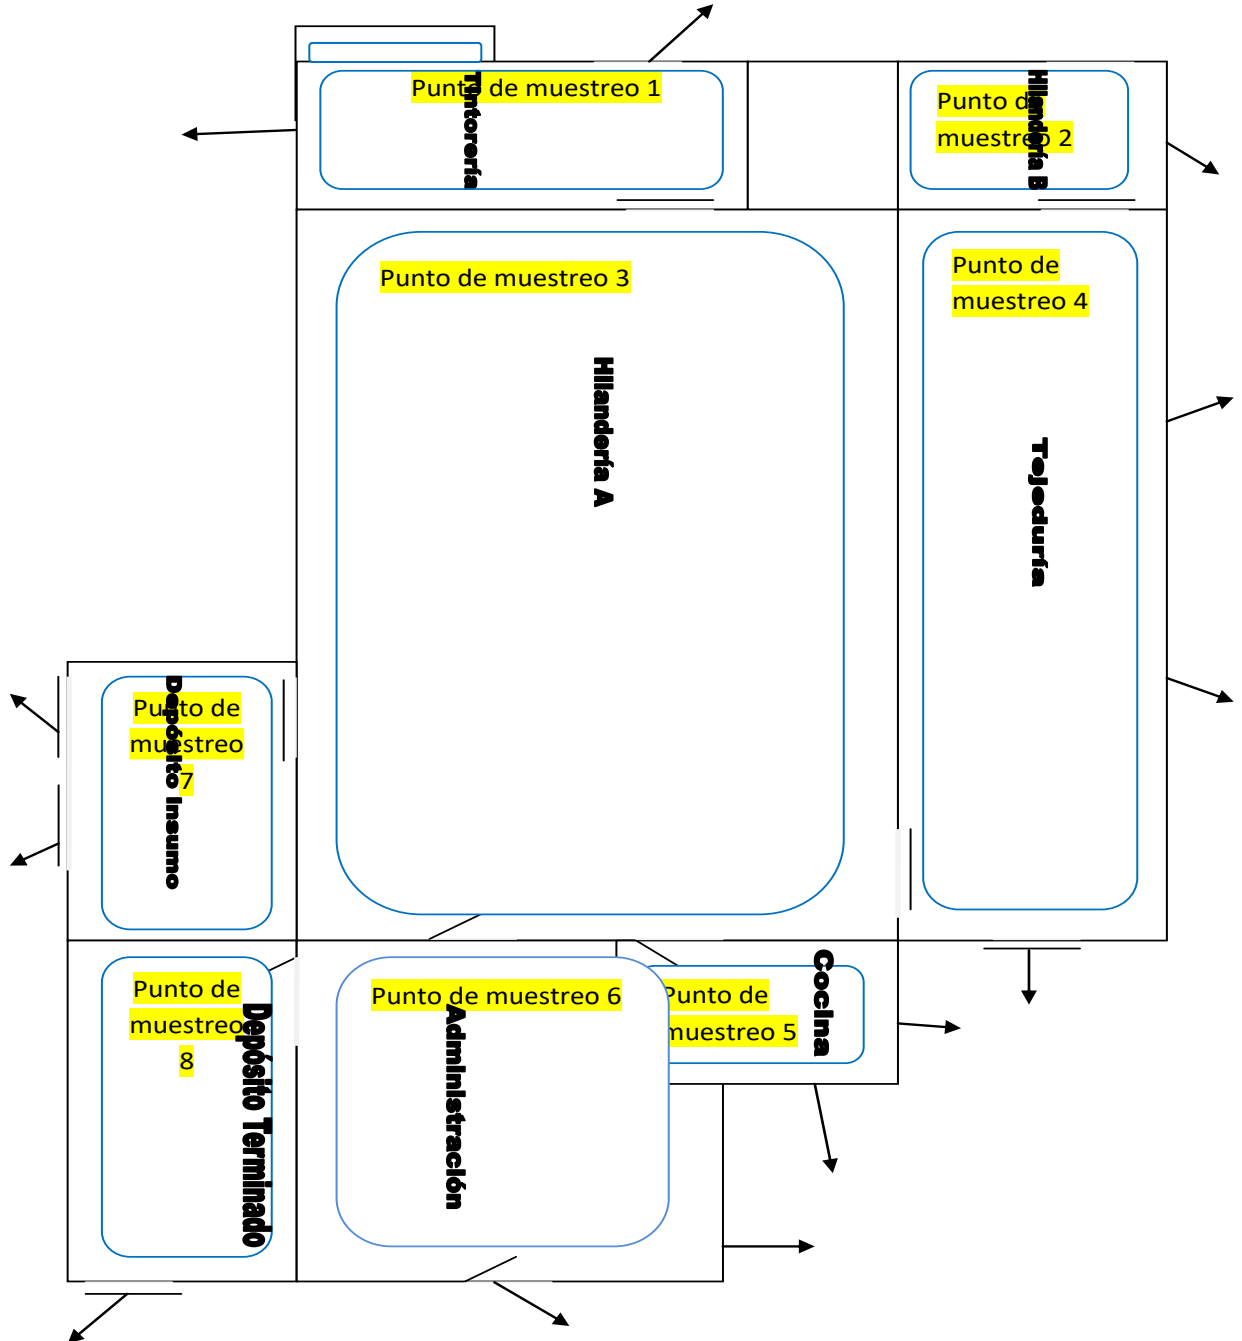 Punto de muestreo 1
Tintorería
Punto de
muestreo 2
Hilandería B
Punto de muestreo 3
Hilandería A
Punto de
muestreo 4
Tejeduría
Punto de
muestreo
7
Depósito Insumo
Punto de
muestreo
8
Depósito Terminado
Punto de muestreo 6
Administración
Punto de
muestreo 5
Cocina